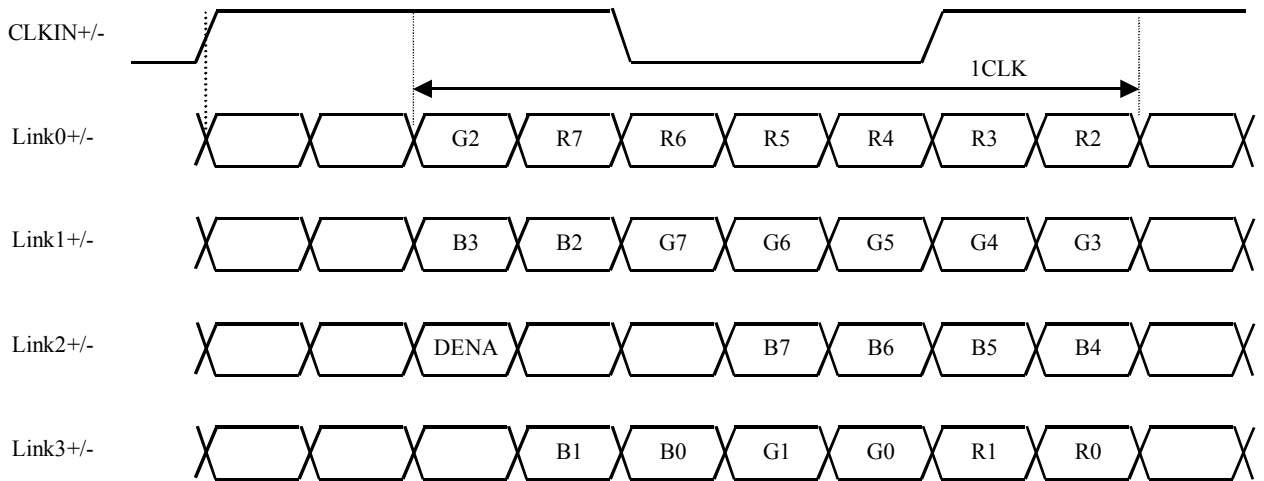 CLKIN+/-
1CLK
Link0+/- G2 R7 R6 R5 R4 R3 R2
Link1+/- B3 B2 G7 G6 G5 G4 G3
Link2+/- DENA B7 B6 B5 B4
Link3+/- B1 B0 G1 G0 R1 R0